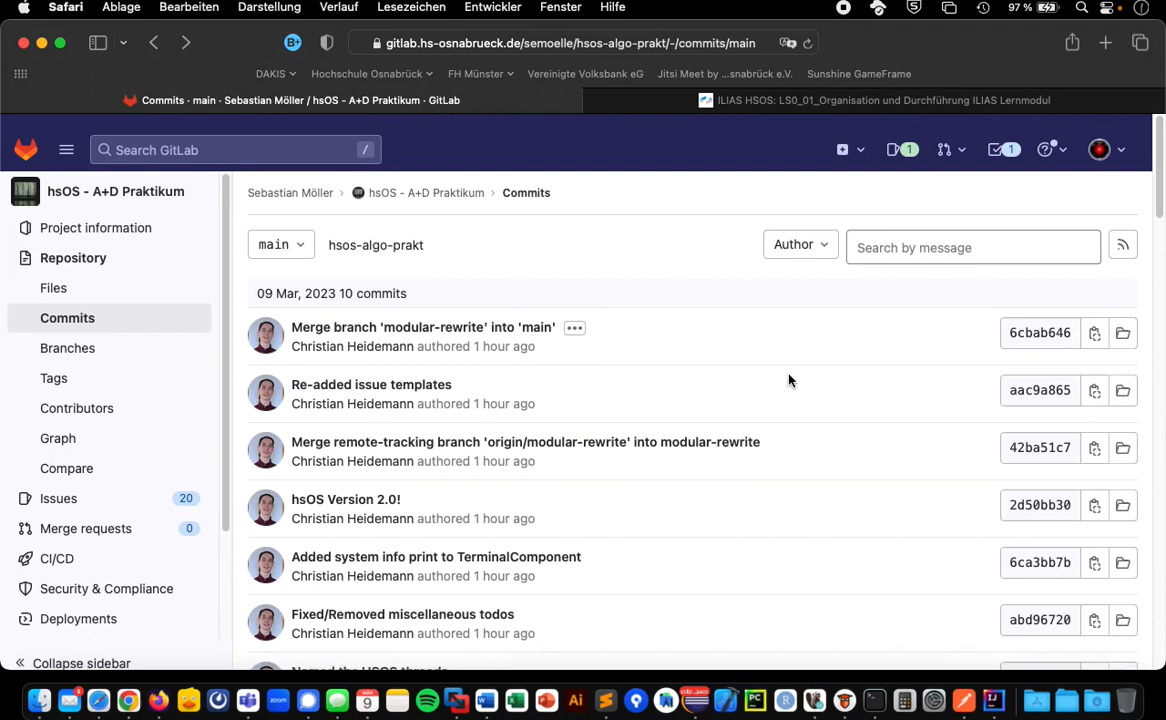 Safari Ablage Bearbeiten Darstellung Verlauf Lesezeichen Entwickler Fenster Hilfe 97 %
gitlab.hs-osnabrueck.de/semoelle/hsos-algo-prakt/-/commits/main
DAKIS Hochschule Osnabrück FH Münster Vereinigte Volksbank eG Jitsi Meet by ...snabrück e.V. Sunshine GameFrame
Commits · main · Sebastian Möller / hsOS - A+D Praktikum · GitLab
ILIAS HSOS: LS0_01_Organisation und Durchführung ILIAS Lernmodul
Search GitLab /
1 1
hsOS - A+D Praktikum
Project information
Repository
Files
Commits
Branches
Tags
Contributors
Graph
Compare
Issues 20
Merge requests 0
CI/CD
Security & Compliance
Deployments
Collapse sidebar
Sebastian Möller › hsOS - A+D Praktikum › Commits
main hsos-algo-prakt Author Search by message
09 Mar, 2023 10 commits
Merge branch 'modular-rewrite' into 'main' 6cbab646
Christian Heidemann authored 1 hour ago
Re-added issue templates aac9a865
Christian Heidemann authored 1 hour ago
Merge remote-tracking branch 'origin/modular-rewrite' into modular-rewrite 42ba51c7
Christian Heidemann authored 1 hour ago
hsOS Version 2.0! 2d50bb30
Christian Heidemann authored 1 hour ago
Added system info print to TerminalComponent 6ca3bb7b
Christian Heidemann authored 1 hour ago
Fixed/Removed miscellaneous todos abd96720
Christian Heidemann authored 1 hour ago
Named the HSOS threads